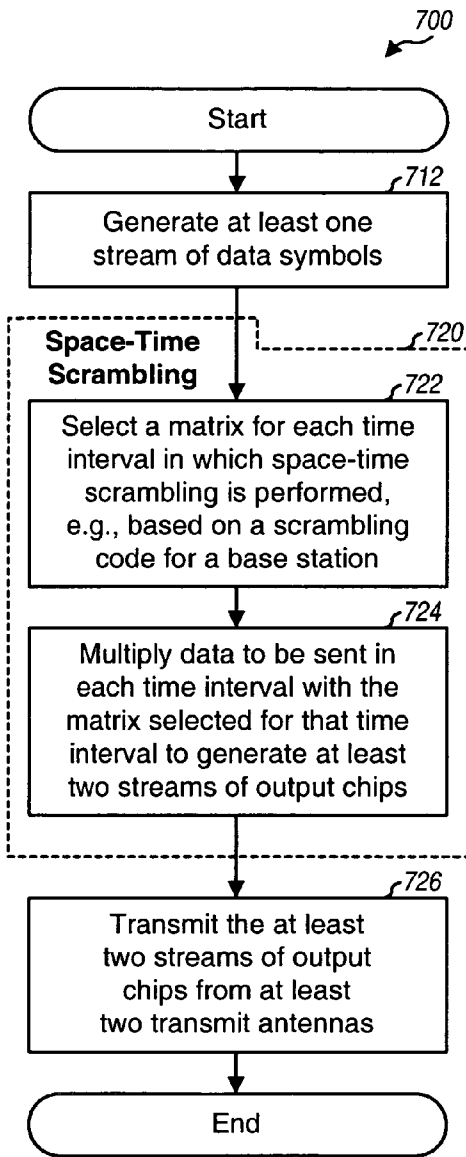 700
Start
712
Generate at least one
stream of data symbols
720
Space-Time
Scrambling
722
Select a matrix for each time
interval in which space-time
scrambling is performed,
e.g., based on a scrambling
code for a base station
724
Multiply data to be sent in
each time interval with the
matrix selected for that time
interval to generate at least
two streams of output chips
726
Transmit the at least
two streams of output
chips from at least
two transmit antennas
End